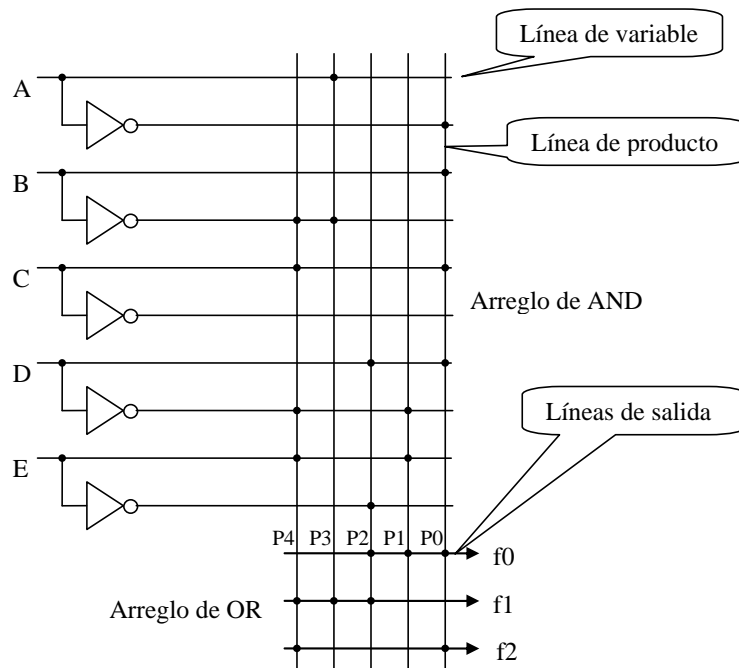 Línea de variable
A
Línea de producto
B
C
Arreglo de AND
D
Líneas de salida
E
P4 P3 P2 P1 P0
f0
Arreglo de OR
f1
f2